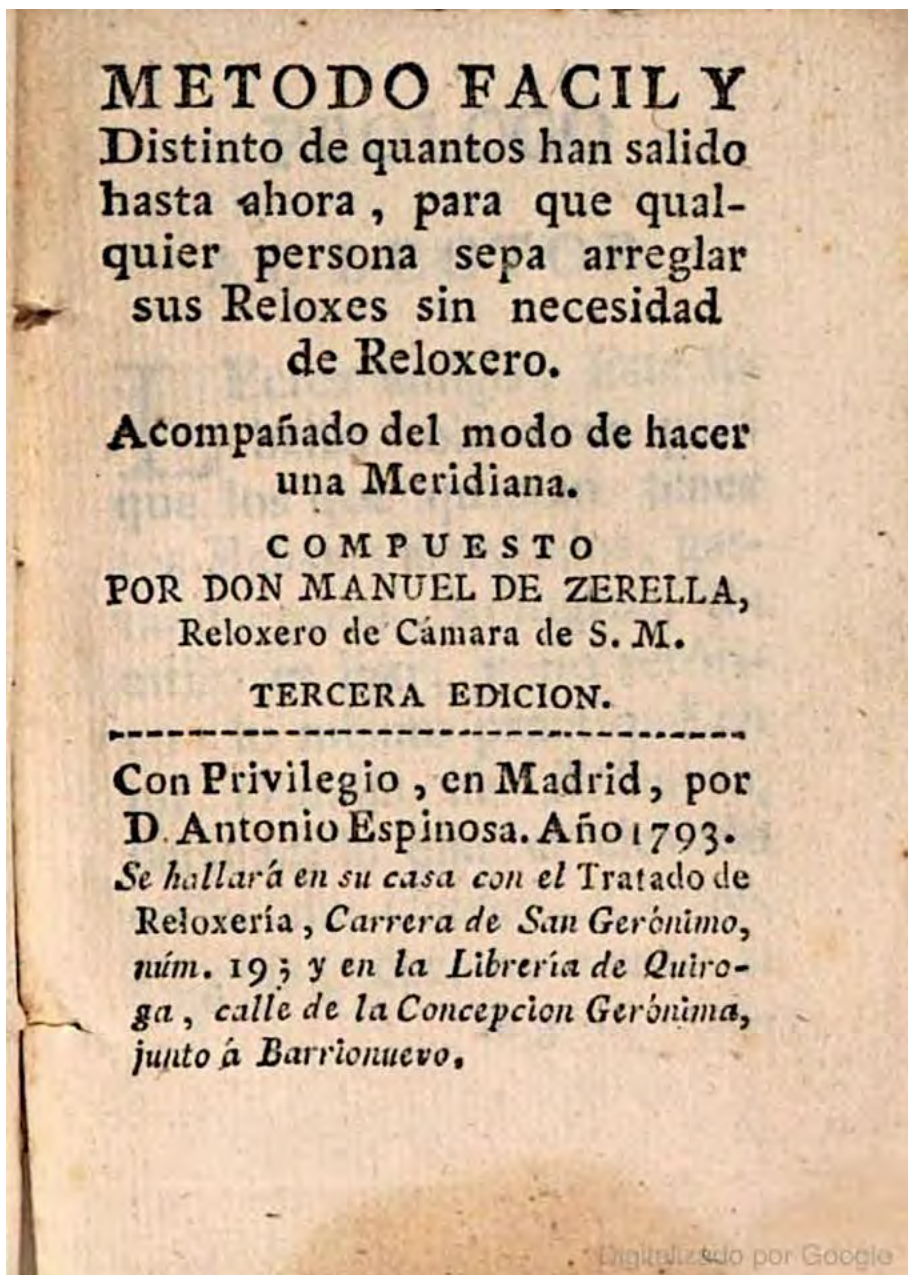 METODO FACIL Y
Distinto de quantos han salido
hasta ahora, para que qual-
quier persona sepa arreglar
sus Reloxes sin necesidad
de Reloxero.
Acompañado del modo de hacer
una Meridiana.
COMPUESTO
POR DON MANUEL DE ZERELLA,
Reloxero de Cámara de S. M.
TERCERA EDICION.
Con Privilegio, en Madrid, por
D. Antonio Espinosa. Año 1793.
Se hallará en su casa con el Tratado de
Reloxería, Carrera de San Gerónimo,
núm. 19; y en la Librería de Quiro-
ga, calle de la Concepcion Gerónima,
junto á Barrionuevo.
Digitalizado por Google